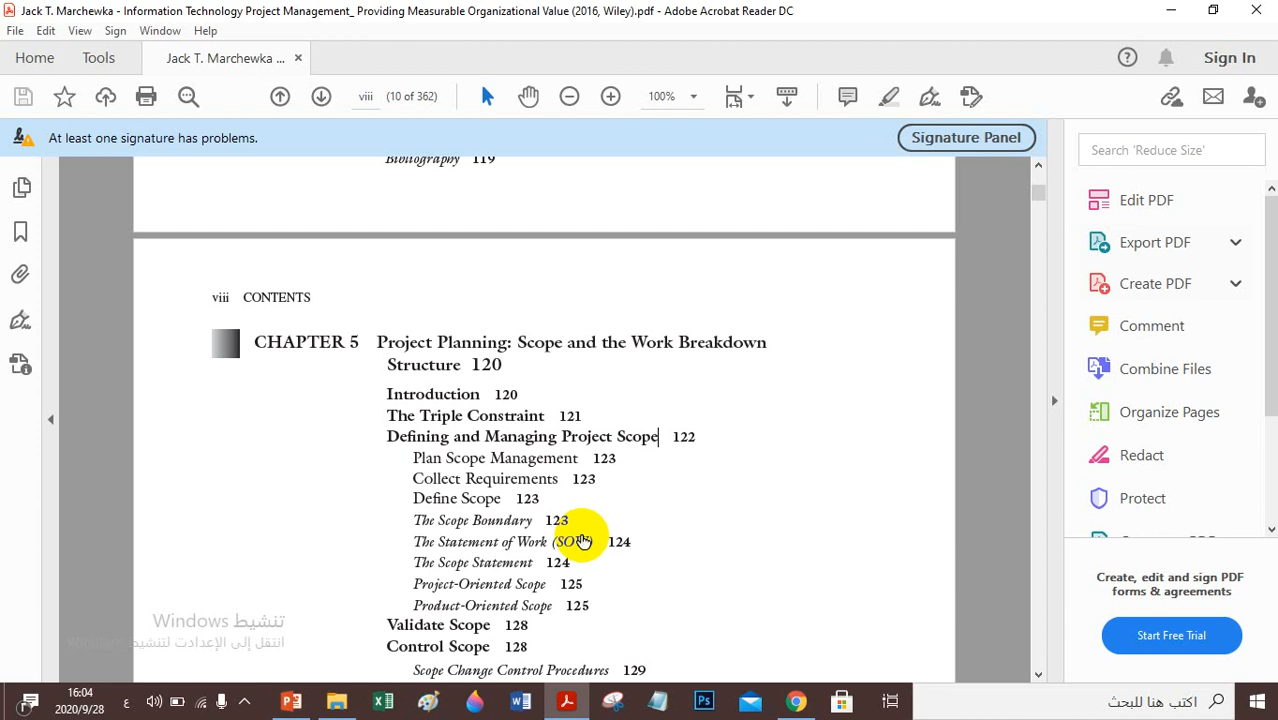 Jack T. Marchewka - Information Technology Project Management_ Providing Measurable Organizational Value (2016, Wiley).pdf - Adobe Acrobat Reader DC
File Edit View Sign Window Help
Home Tools Jack T. Marchewka ... × Sign In
viii (10 of 362) 100%
At least one signature has problems. Signature Panel
Search 'Reduce Size'
Bibliography 119
viii CONTENTS
CHAPTER 5 Project Planning: Scope and the Work Breakdown
Structure 120
Introduction 120
The Triple Constraint 121
Defining and Managing Project Scope 122
Plan Scope Management 123
Collect Requirements 123
Define Scope 123
The Scope Boundary 123
The Statement of Work (SOW) 124
The Scope Statement 124
Project-Oriented Scope 125
Product-Oriented Scope 125
Validate Scope 128
Control Scope 128
Scope Change Control Procedures 129
تنشيط Windows
انتقل إلى الإعدادات لتنشيط Windows
Edit PDF
Export PDF
Create PDF
Comment
Combine Files
Organize Pages
Redact
Protect
Create, edit and sign PDF
forms & agreements
Start Free Trial
16:04
2020/9/28
ع
اكتب هنا للبحث